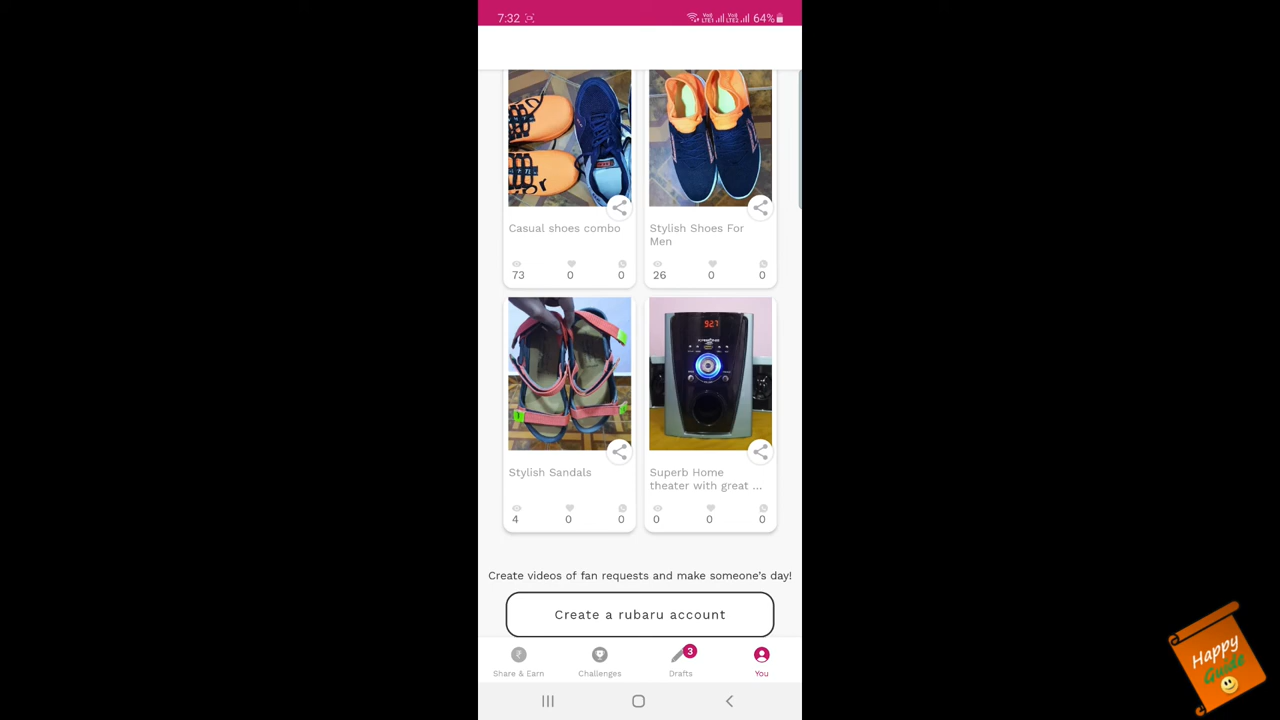 7:32
64%
Casual shoes combo
Stylish Shoes For
Men
73 0 0
26 0 0
927
Stylish Sandals
Superb Home
theater with great ...
4 0 0
0 0 0
Create videos of fan requests and make someone's day!
Create a rubaru account
3
Share & Earn
Challenges
Drafts
You
Happy
Guide